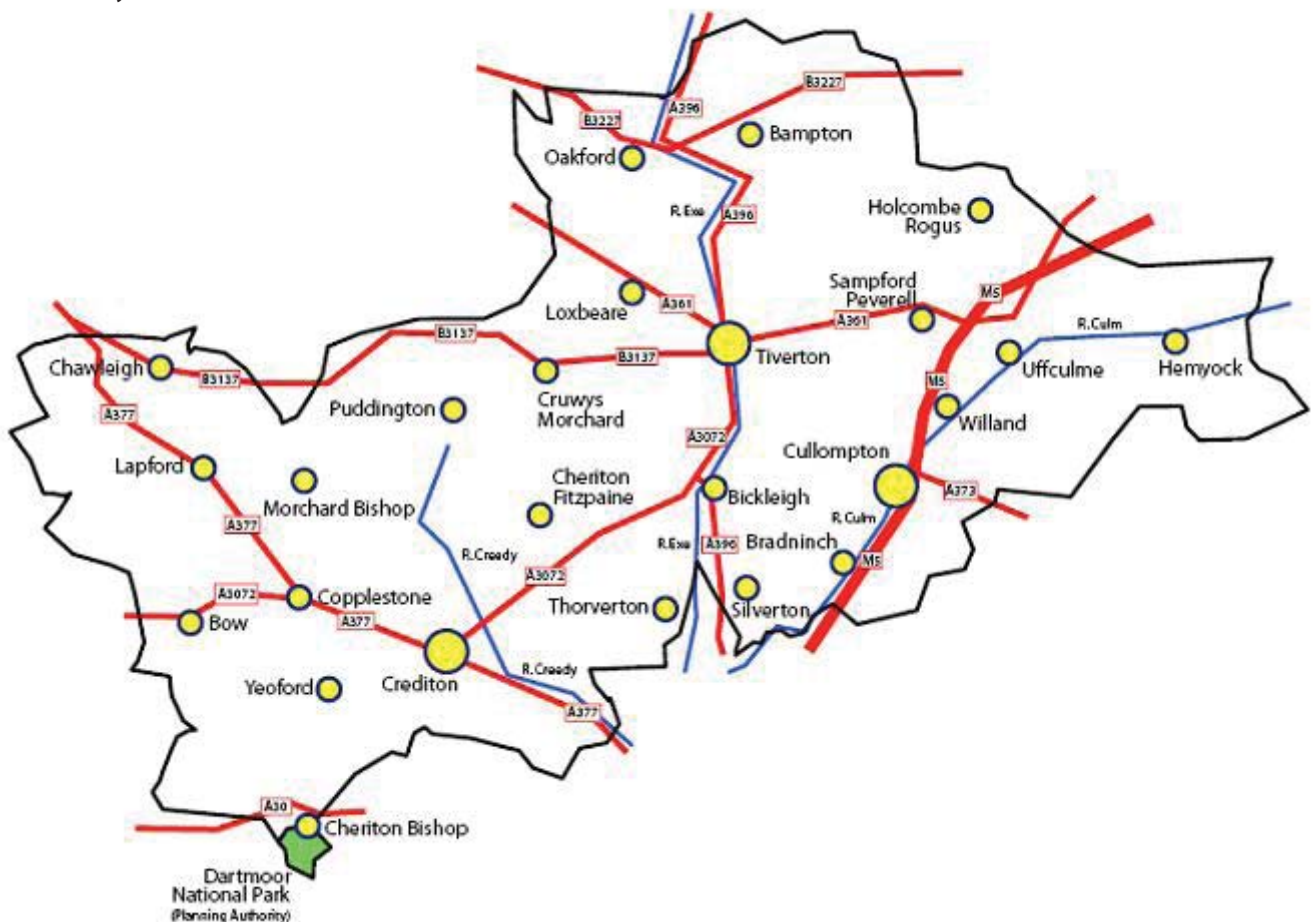 B3227
A396
B3227
Bampton
Oakford
R.Exe
A396
Holcombe
Rogus
Sampford
Peverell
M5
A361
Loxbeare
A361
R.Culm
B3137
B3137
Tiverton
Uffculme
Hemyock
Chawleigh
B3137
M5
Cruwys
Morchard
Willand
A377
Puddington
A3072
Cullompton
Lapford
Cheriton
Fitzpaine
Bickleigh
A373
Morchard Bishop
R.Culm
A377
R.Creedy
R.Exe
A396
Bradninch
M5
A3072
A3072
Copplestone
Thorverton
Silverton
Bow
A377
R.Creedy
Yeoford
Crediton
A377
A30
Cheriton Bishop
Dartmoor
National Park
(Planning Authority)